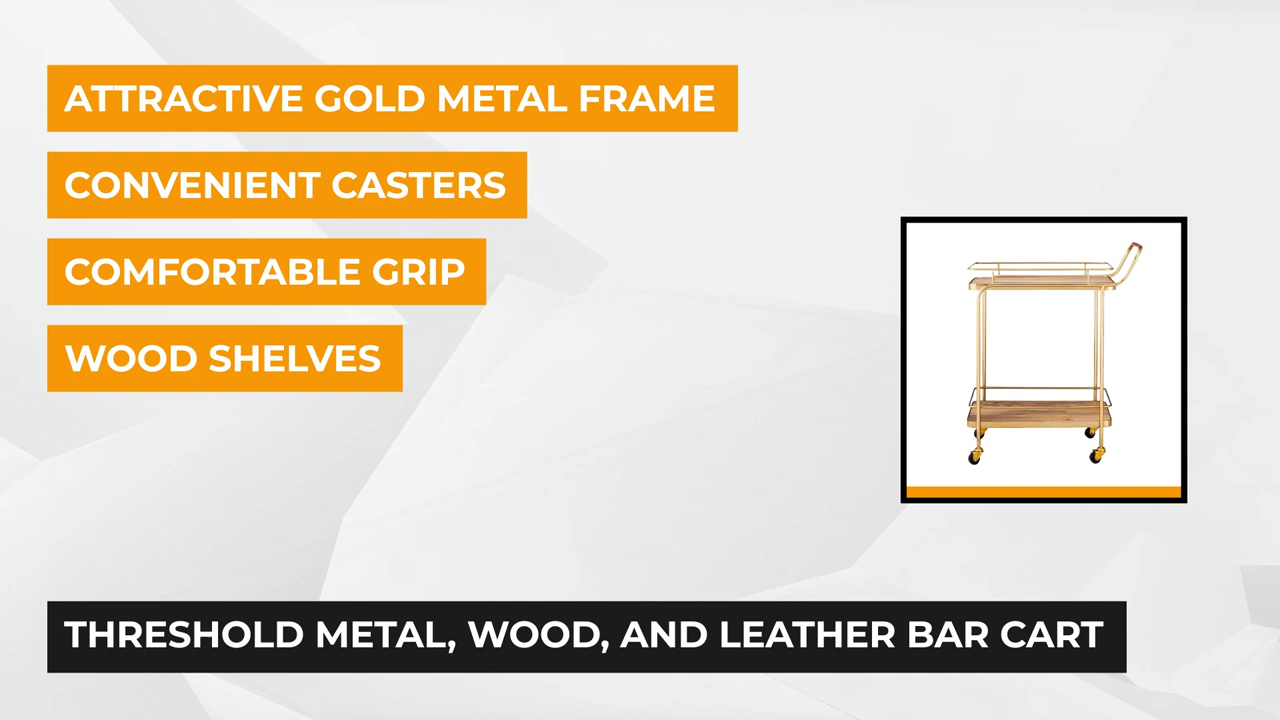 ATTRACTIVE GOLD METAL FRAME
CONVENIENT CASTERS
COMFORTABLE GRIP
WOOD SHELVES
THRESHOLD METAL, WOOD, AND LEATHER BAR CART